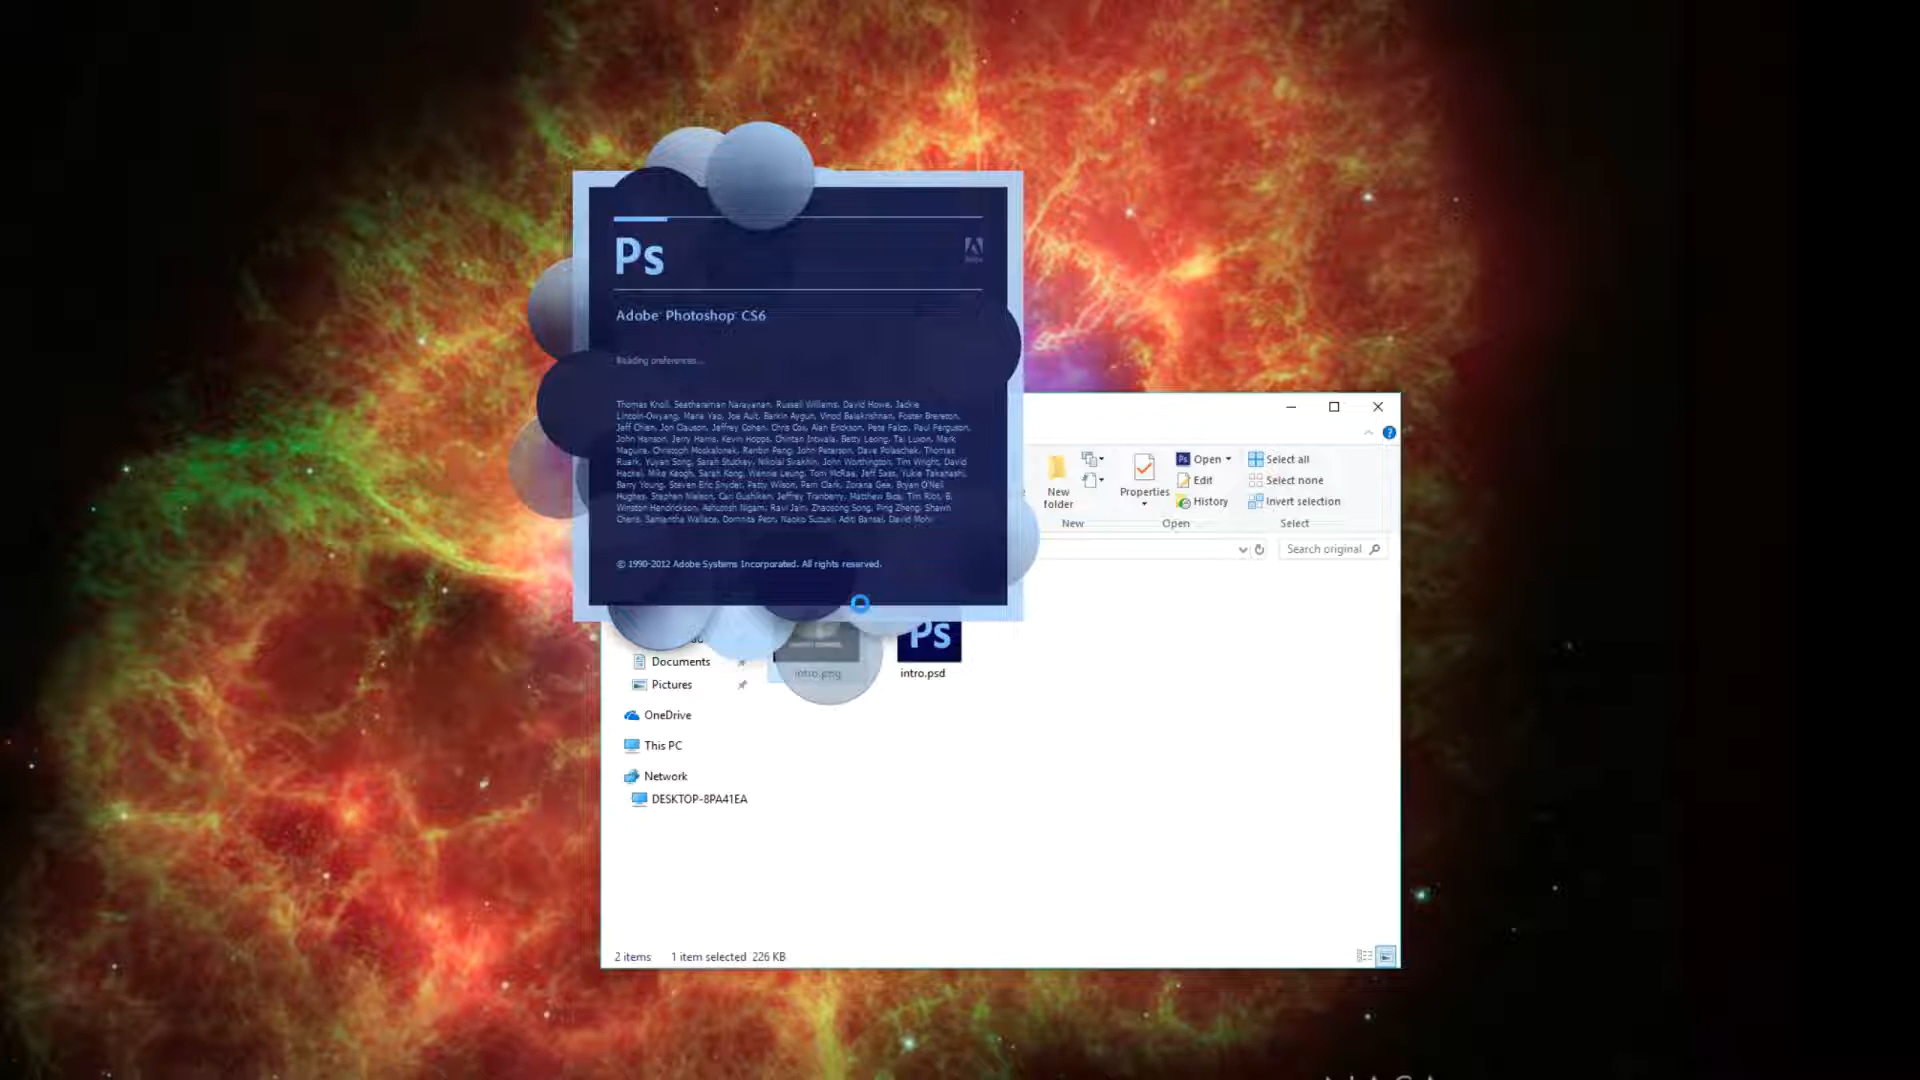 Ps
Adobe Photoshop CS6
Reading preferences...
Thomas Knoll, Seetharaman Narayanan, Russell Williams, David Howe, Jackie
Lincoln-Owyang, Maria Yap, Joe Ault, Barkin Aygun, Vinod Balakrishnan, Foster Brereton,
Jeff Chien, Jon Clauson, Jeffrey Cohen, Chris Cox, Alan Erickson, Pete Falco, Paul Ferguson,
John Hanson, Jerry Harris, Kevin Hopps, Chintan Intwala, Betty Leong, Tai Luxon, Mark
Maguire, Christoph Moskalonek, Renbin Peng, John Peterson, Dave Polaschek, Thomas
Ruark, Yuyan Song, Sarah Stuckey, Nikolai Svakhin, John Worthington, Tim Wright, David
Hackel, Mike Keogh, Sarah Kong, Wennie Leung, Tom McRae, Jeff Sass, Yukie Takahashi,
Barry Young, Steven Eric Snyder, Patty Wilson, Pam Clark, Zorana Gee, Bryan O'Neil
Hughes, Stephen Nielson, Cari Gushiken, Jeffrey Tranberry, Matthew Bice, Tim Riot, B.
Winston Hendrickson, Ashutosh Nigam, Ravi Jain, Zhaosong Song, Ping Zheng, Shawn
Cheris, Samantha Wallace, Domnita Petri, Naoko Suzuki, Aditi Bansal, David Mohr
© 1990-2012 Adobe Systems Incorporated. All rights reserved.
New
folder
Properties
Ps Open
Edit
History
Select all
Select none
Invert selection
New
Open
Select
Search original
Documents
Pictures
OneDrive
This PC
Network
DESKTOP-8PA41EA
intro.png
Ps
intro.psd
2 items
1 item selected 226 KB